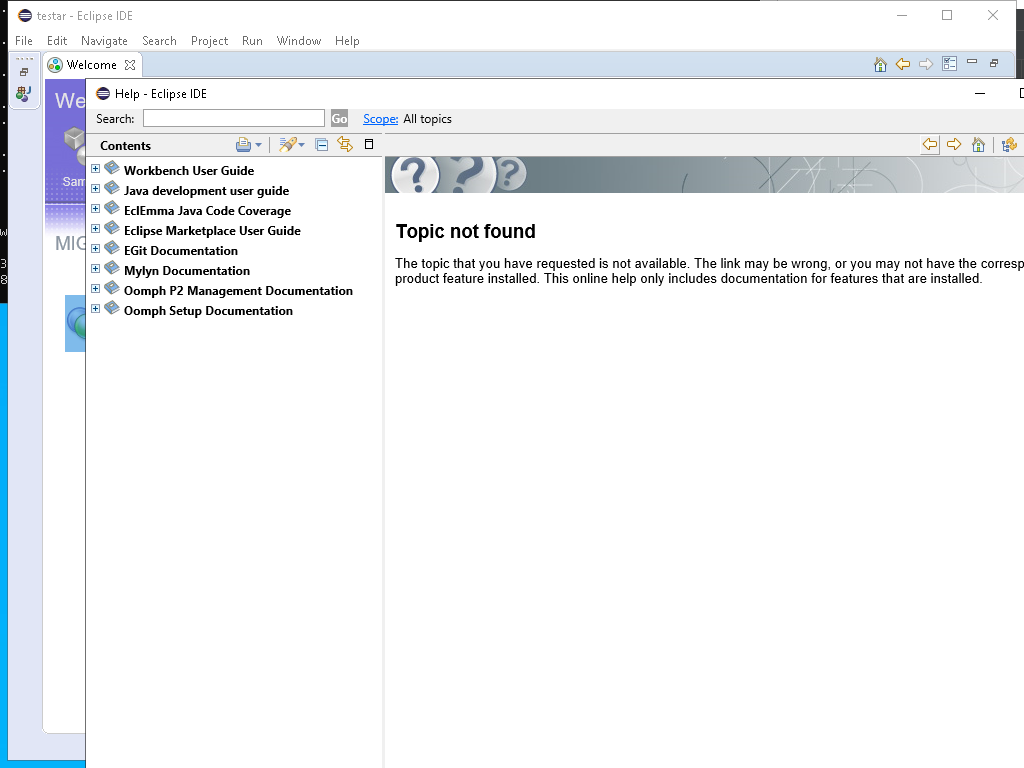 testar - Eclipse IDE
File Edit Navigate Search Project Run Window Help
Welcome
We
Sam
MIG
W
3
8
Help - Eclipse IDE
Search: Go Scope: All topics
Contents
Workbench User Guide
Java development user guide
EclEmma Java Code Coverage
Eclipse Marketplace User Guide
EGit Documentation
Mylyn Documentation
Oomph P2 Management Documentation
Oomph Setup Documentation
Topic not found
The topic that you have requested is not available. The link may be wrong, or you may not have the corresp
product feature installed. This online help only includes documentation for features that are installed.